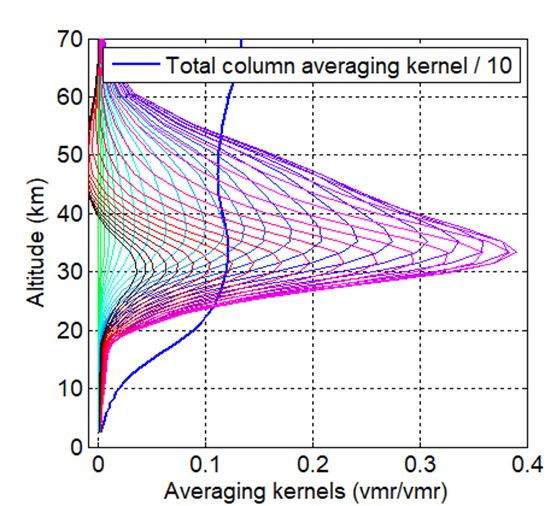 70
Total column averaging kernel / 10
60
50
40
30
20
10
0
Altitude (km)
0 0.1 0.2 0.3 0.4
Averaging kernels (vmr/vmr)